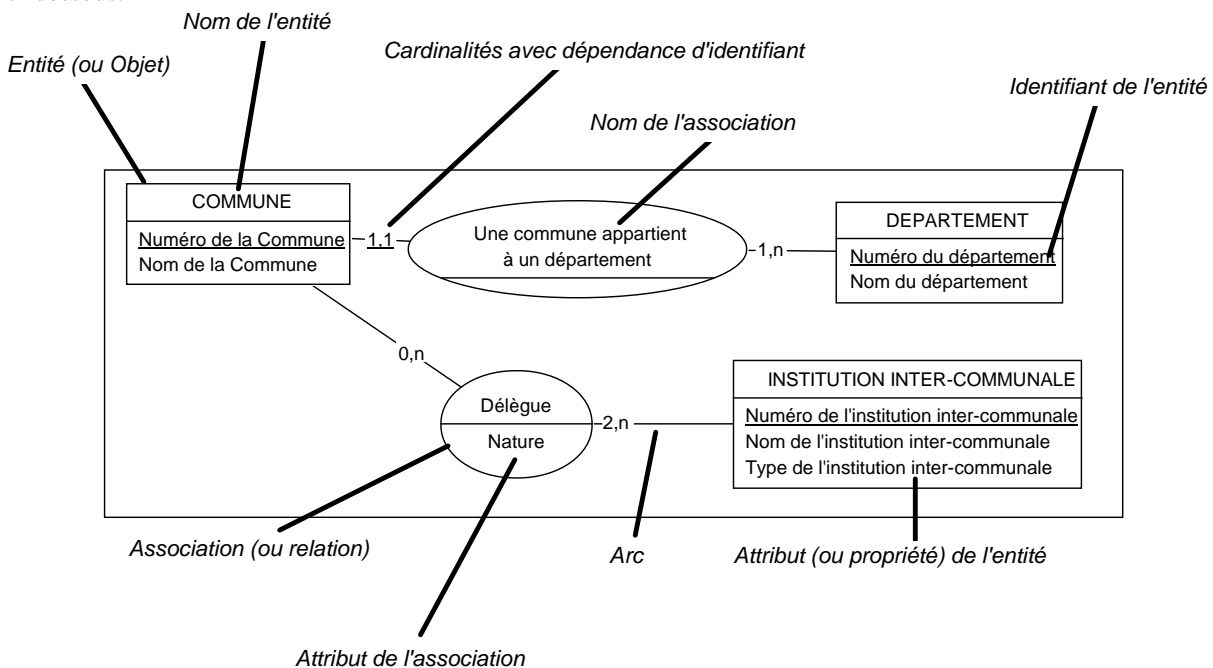 Nom de l'entité
Cardinalités avec dépendance d'identifiant
Entité (ou Objet)
Identifiant de l'entité
Nom de l'association
COMMUNE
Numéro de la Commune
Nom de la Commune
1,1
Une commune appartient
à un département
1,n
DEPARTEMENT
Numéro du département
Nom du département
0,n
Délègue
Nature
2,n
INSTITUTION INTER-COMMUNALE
Numéro de l'institution inter-communale
Nom de l'institution inter-communale
Type de l'institution inter-communale
Association (ou relation)
Arc
Attribut (ou propriété) de l'entité
Attribut de l'association